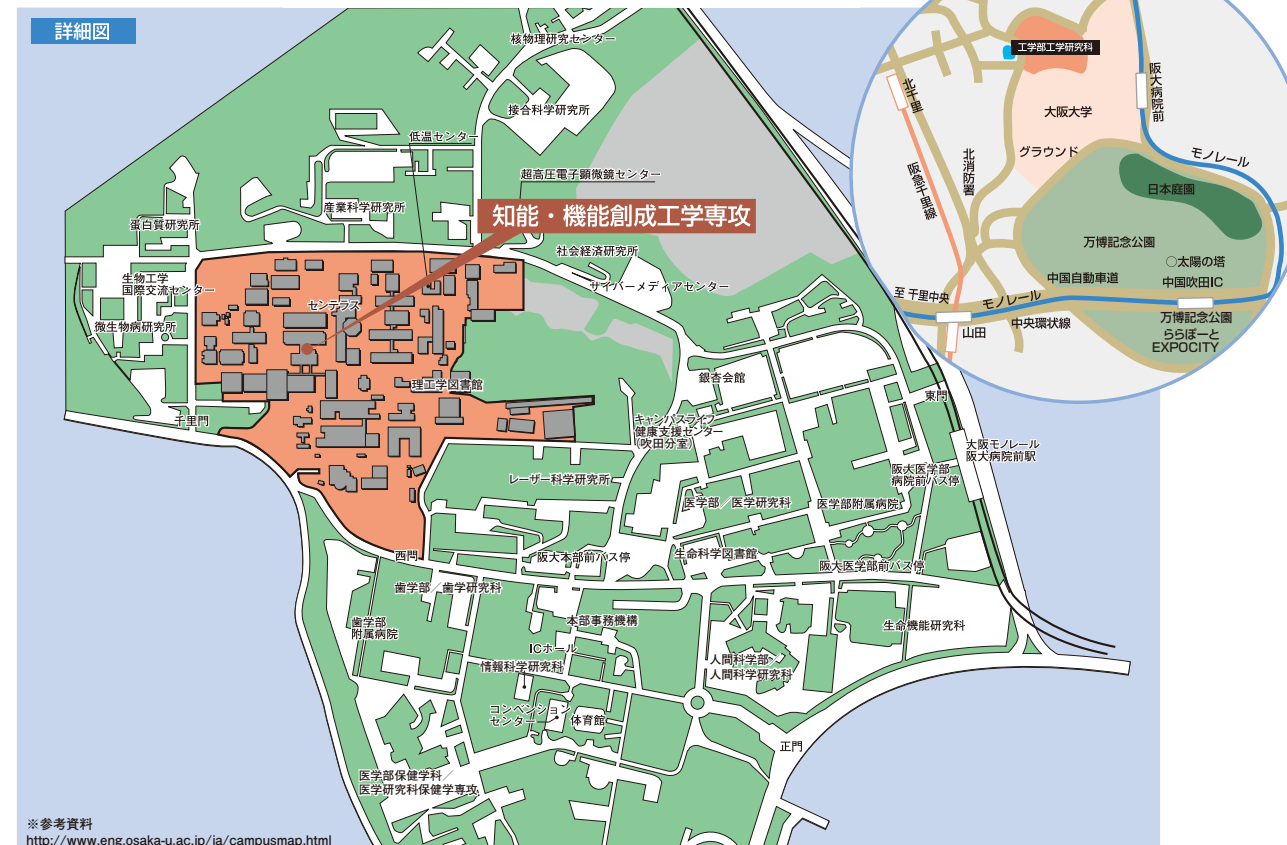 詳細図
核物理研究センター
接合科学研究所
低温センター
超高圧電子顕微鏡センター
産業科学研究所
知能・機能創成工学専攻
蛋白質研究所
社会経済研究所
生物工学
国際交流センター
サイバーメディアセンター
センテラス
微生物病研究所
理工学図書館
銀杏会館
千里門
キャンパスライフ
健康支援センター
(吹田分室)
東門
大阪モノレール
阪大病院前駅
阪大医学部
病院前バス停
レーザー科学研究所
医学部/医学研究科
医学部附属病院
西門
阪大本部前バス停
生命科学図書館
阪大医学部前バス停
歯学部/歯学研究科
歯学部
附属病院
本部事務機構
生命機能研究科
ICホール
情報科学研究科
人間科学部/
人間科学研究科
コンベンション
センター
体育館
正門
医学部保健学科/
医学研究科保健学専攻
※参考資料
http://www.eng.osaka-u.ac.jp/ja/campusmap.html
工学部工学研究科
北千里
阪大病院前
大阪大学
グラウンド
モノレール
北消防署
阪急千里線
日本庭園
万博記念公園
○太陽の塔
中国自動車道
中国吹田IC
至 千里中央
モノレール
山田
中央環状線
万博記念公園
ららぽーと
EXPOCITY